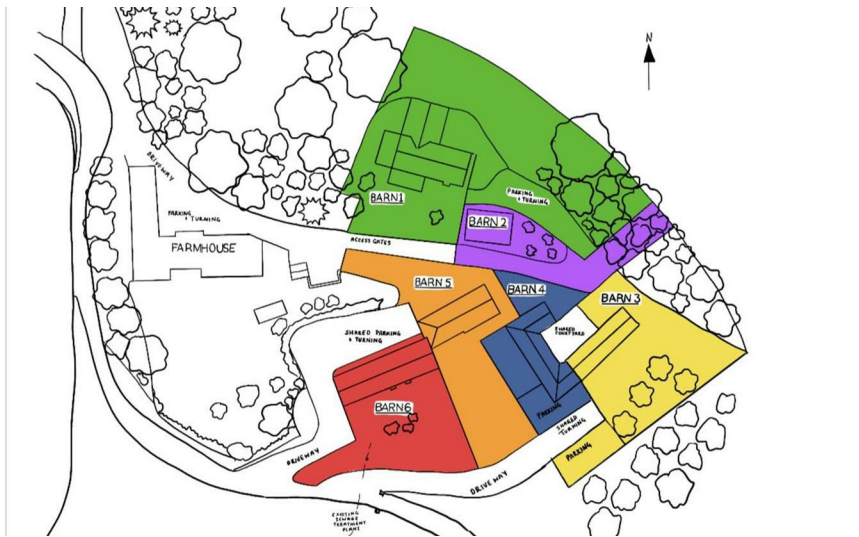 N
DRIVEWAY
PARKING
+ TURNING
FARMHOUSE
ACCESS GATES
BARN1
PARKING
+ TURNING
BARN 2
BARN 5
BARN 4
BARN 3
SHARED PARKING
+ TURNING
SHARED
COURTYARD
BARN6
PARKING
SHARED
TURNING
PARKING
DRIVEWAY
DRIVE WAY
EXISTING
SEWAGE
TREATMENT
PLANT